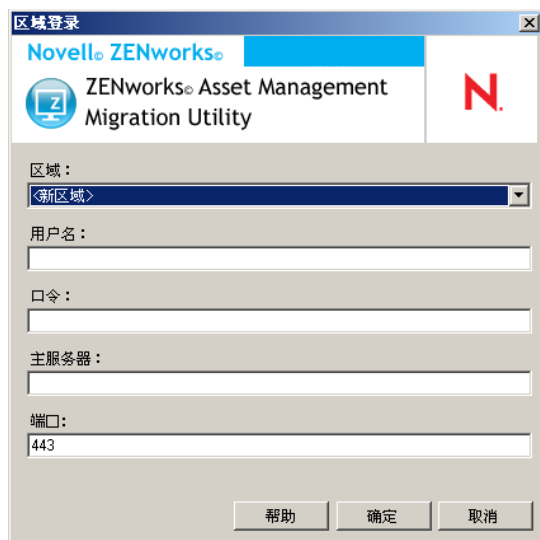 区域登录
Novell® ZENworks®
ZENworks® Asset Management
Migration Utility
N.
区域：
<新区域>
用户名：
口令：
主服务器：
端口:
443
帮助
确定
取消